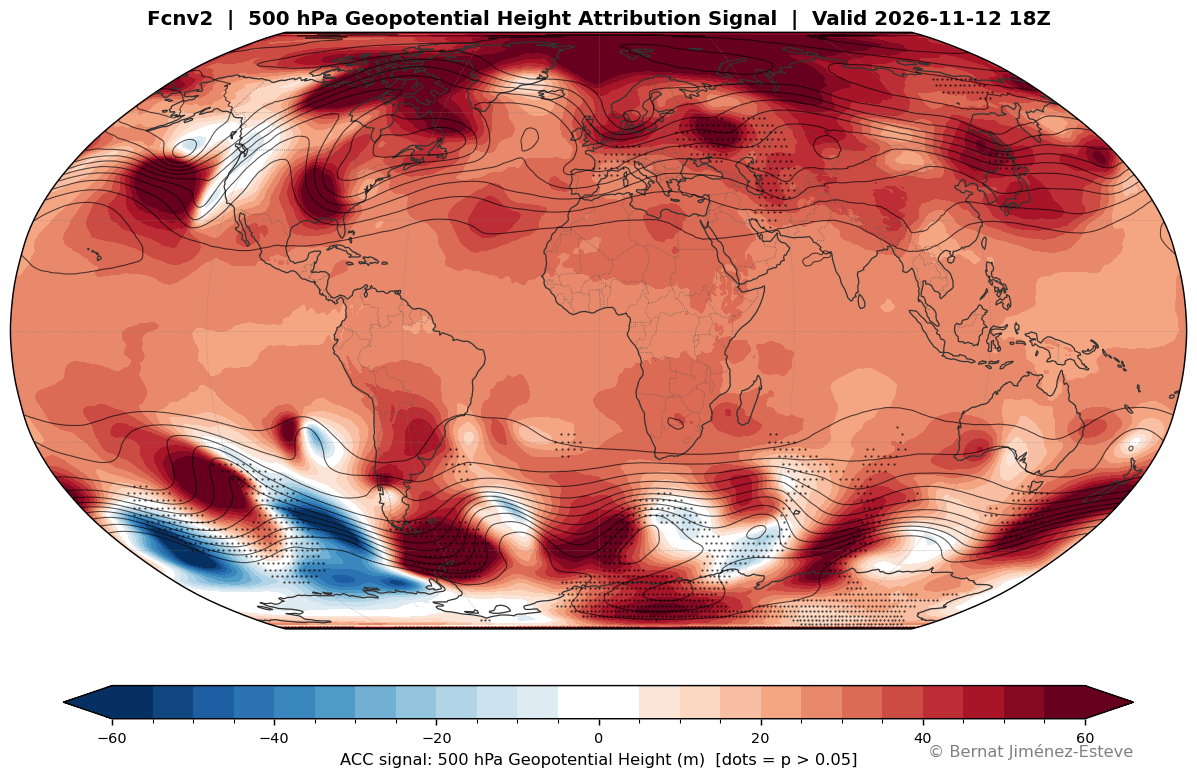 Fcnv2 | 500 hPa Geopotential Height Attribution Signal | Valid 2026-11-12 18Z
−60 −40 −20 0 20 40 60
ACC signal: 500 hPa Geopotential Height (m) [dots = p > 0.05]
© Bernat Jiménez-Esteve